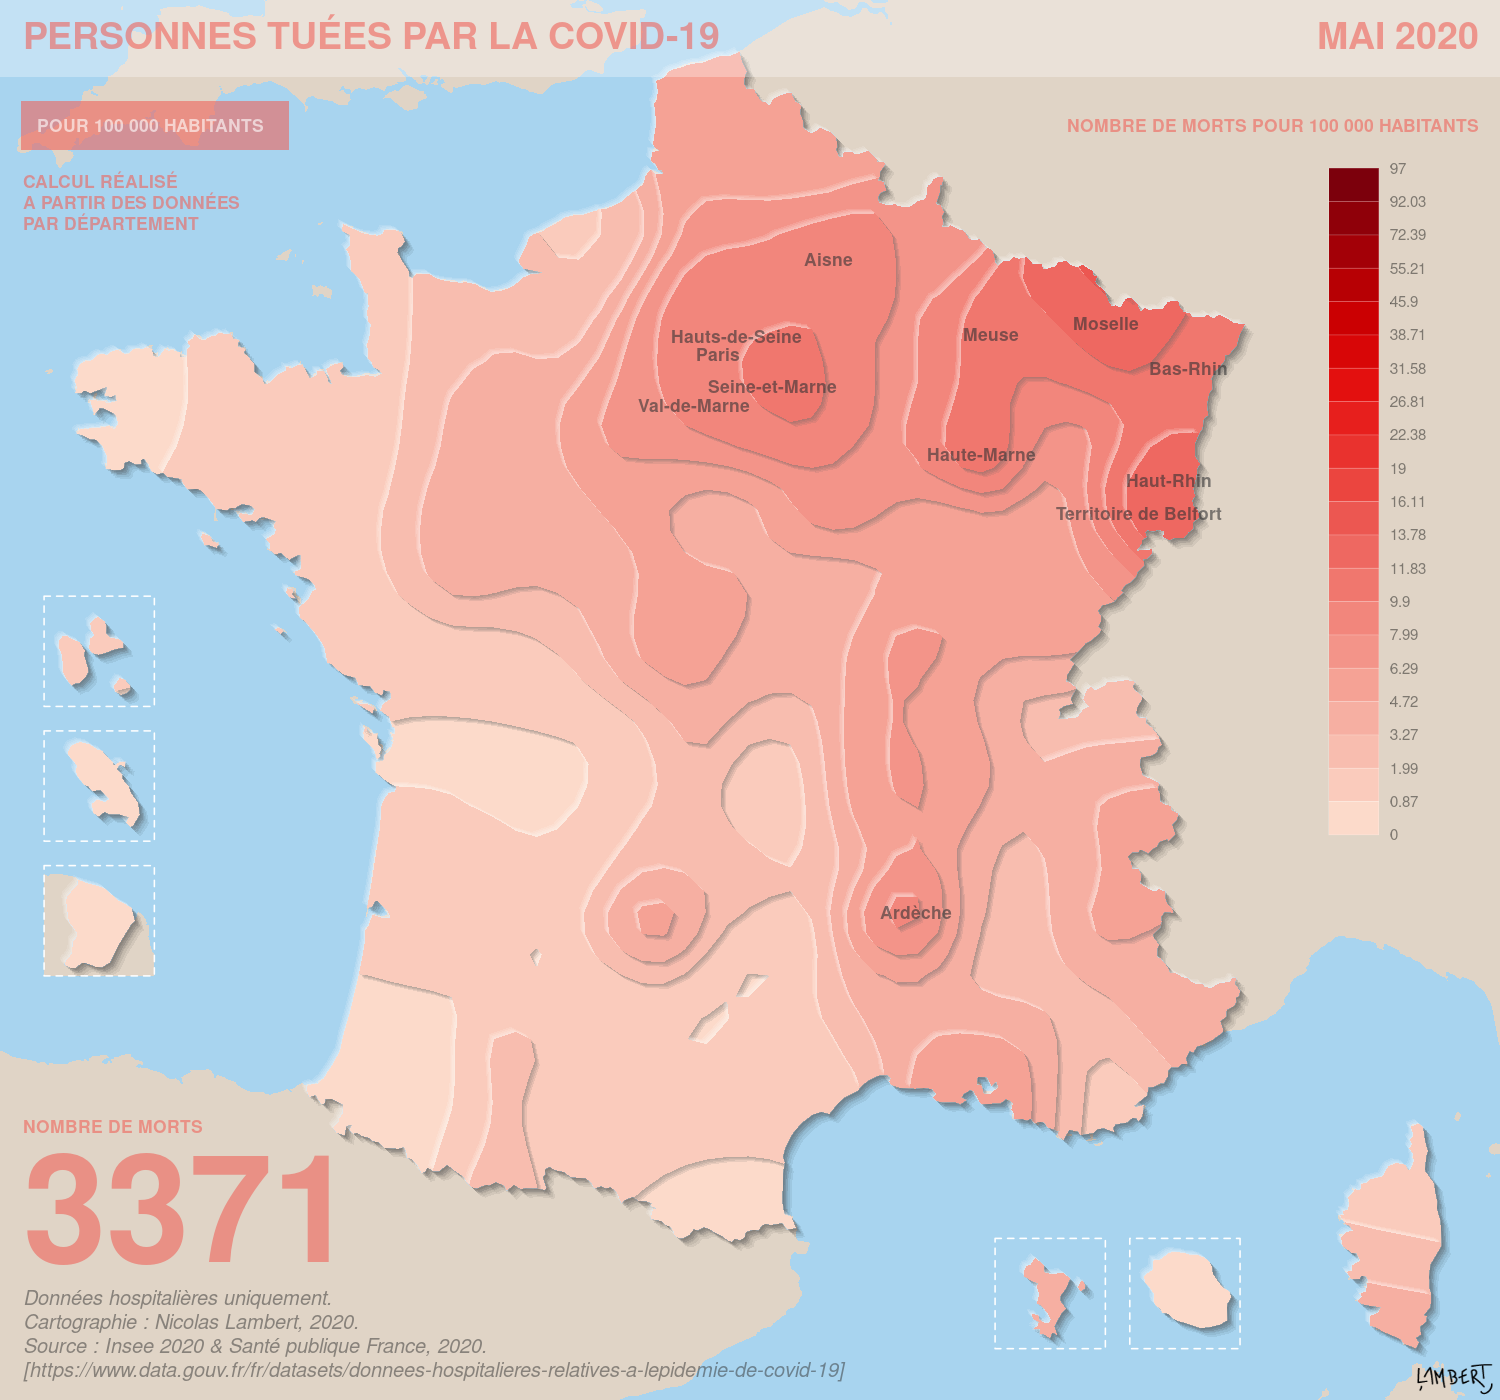 PERSONNES TUÉES PAR LA COVID-19
MAI 2020
POUR 100 000 HABITANTS
NOMBRE DE MORTS POUR 100 000 HABITANTS
CALCUL RÉALISÉ
A PARTIR DES DONNÉES
PAR DÉPARTEMENT
97
92.03
72.39
55.21
45.9
38.71
31.58
26.81
22.38
19
16.11
13.78
11.83
9.9
7.99
6.29
4.72
3.27
1.99
0.87
0
Aisne
Hauts-de-Seine
Paris
Seine-et-Marne
Val-de-Marne
Meuse
Moselle
Bas-Rhin
Haute-Marne
Haut-Rhin
Territoire de Belfort
Ardèche
NOMBRE DE MORTS
3371
Données hospitalières uniquement.
Cartographie : Nicolas Lambert, 2020.
Source : Insee 2020 & Santé publique France, 2020.
[https://www.data.gouv.fr/fr/datasets/donnees-hospitalieres-relatives-a-lepidemie-de-covid-19]
LAMBERT